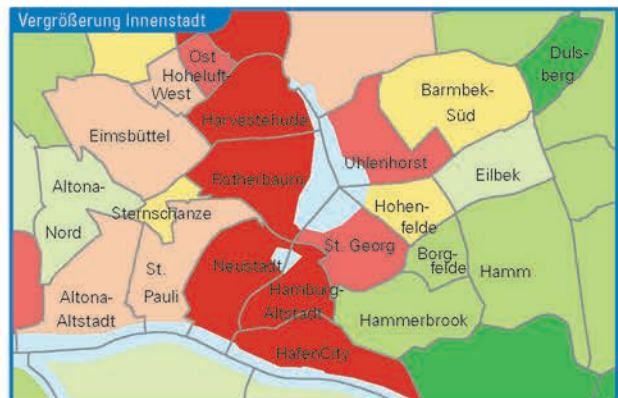 Vergrößerung Innenstadt
Ost
Hoheluft-
West
Harvestehude
Eimsbüttel
Rotherbaum
Altona-
Nord
Sternschanze
Altona-
Altstadt
St.
Pauli
Neustadt
Hamburg-
Altstadt
HafenCity
St. Georg
Uhlenhorst
Barmbek-
Süd
Duls-
berg
Eilbek
Hohen-
felde
Borg-
felde
Hamm
Hammerbrook